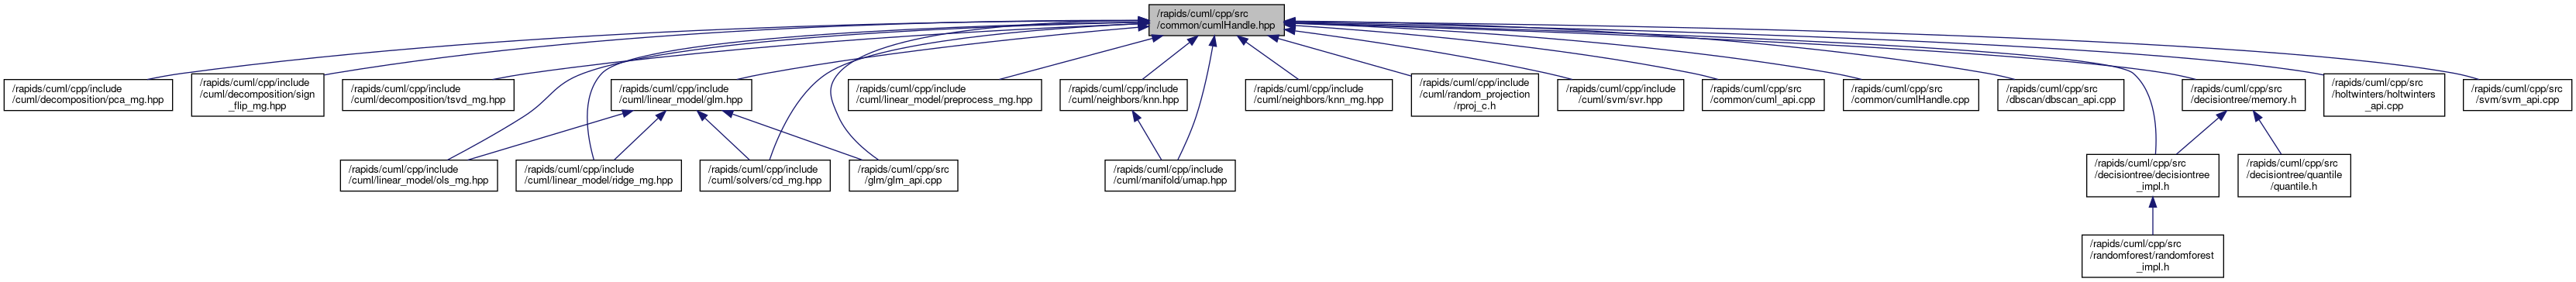 /rapids/cuml/cpp/src
/common/cumlHandle.hpp
/rapids/cuml/cpp/include
/cuml/decomposition/pca_mg.hpp
/rapids/cuml/cpp/include
/cuml/decomposition/sign
_flip_mg.hpp
/rapids/cuml/cpp/include
/cuml/decomposition/tsvd_mg.hpp
/rapids/cuml/cpp/include
/cuml/linear_model/glm.hpp
/rapids/cuml/cpp/include
/cuml/linear_model/preprocess_mg.hpp
/rapids/cuml/cpp/include
/cuml/neighbors/knn.hpp
/rapids/cuml/cpp/include
/cuml/neighbors/knn_mg.hpp
/rapids/cuml/cpp/include
/cuml/random_projection
/rproj_c.h
/rapids/cuml/cpp/include
/cuml/svm/svr.hpp
/rapids/cuml/cpp/src
/common/cuml_api.cpp
/rapids/cuml/cpp/src
/common/cumlHandle.cpp
/rapids/cuml/cpp/src
/dbscan/dbscan_api.cpp
/rapids/cuml/cpp/src
/decisiontree/memory.h
/rapids/cuml/cpp/src
/holtwinters/holtwinters
_api.cpp
/rapids/cuml/cpp/src
/svm/svm_api.cpp
/rapids/cuml/cpp/include
/cuml/linear_model/ols_mg.hpp
/rapids/cuml/cpp/include
/cuml/linear_model/ridge_mg.hpp
/rapids/cuml/cpp/include
/cuml/solvers/cd_mg.hpp
/rapids/cuml/cpp/src
/glm/glm_api.cpp
/rapids/cuml/cpp/include
/cuml/manifold/umap.hpp
/rapids/cuml/cpp/src
/decisiontree/decisiontree
_impl.h
/rapids/cuml/cpp/src
/decisiontree/quantile
/quantile.h
/rapids/cuml/cpp/src
/randomforest/randomforest
_impl.h